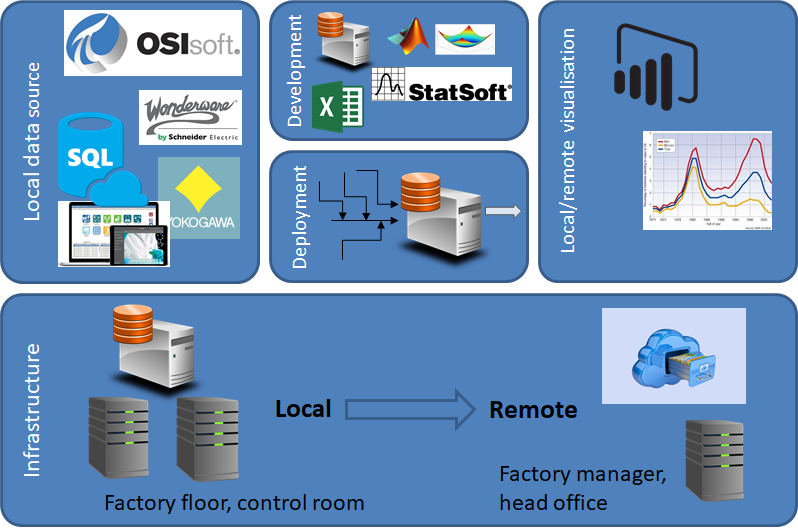 Local data source
OSIsoft®
Wonderware®
by Schneider Electric
SQL
YOKOGAWA
Development
X
StatSoft®
Deployment
Local/remote visualisation
Infrastructure
Local
Remote
Factory floor, control room
Factory manager,
head office